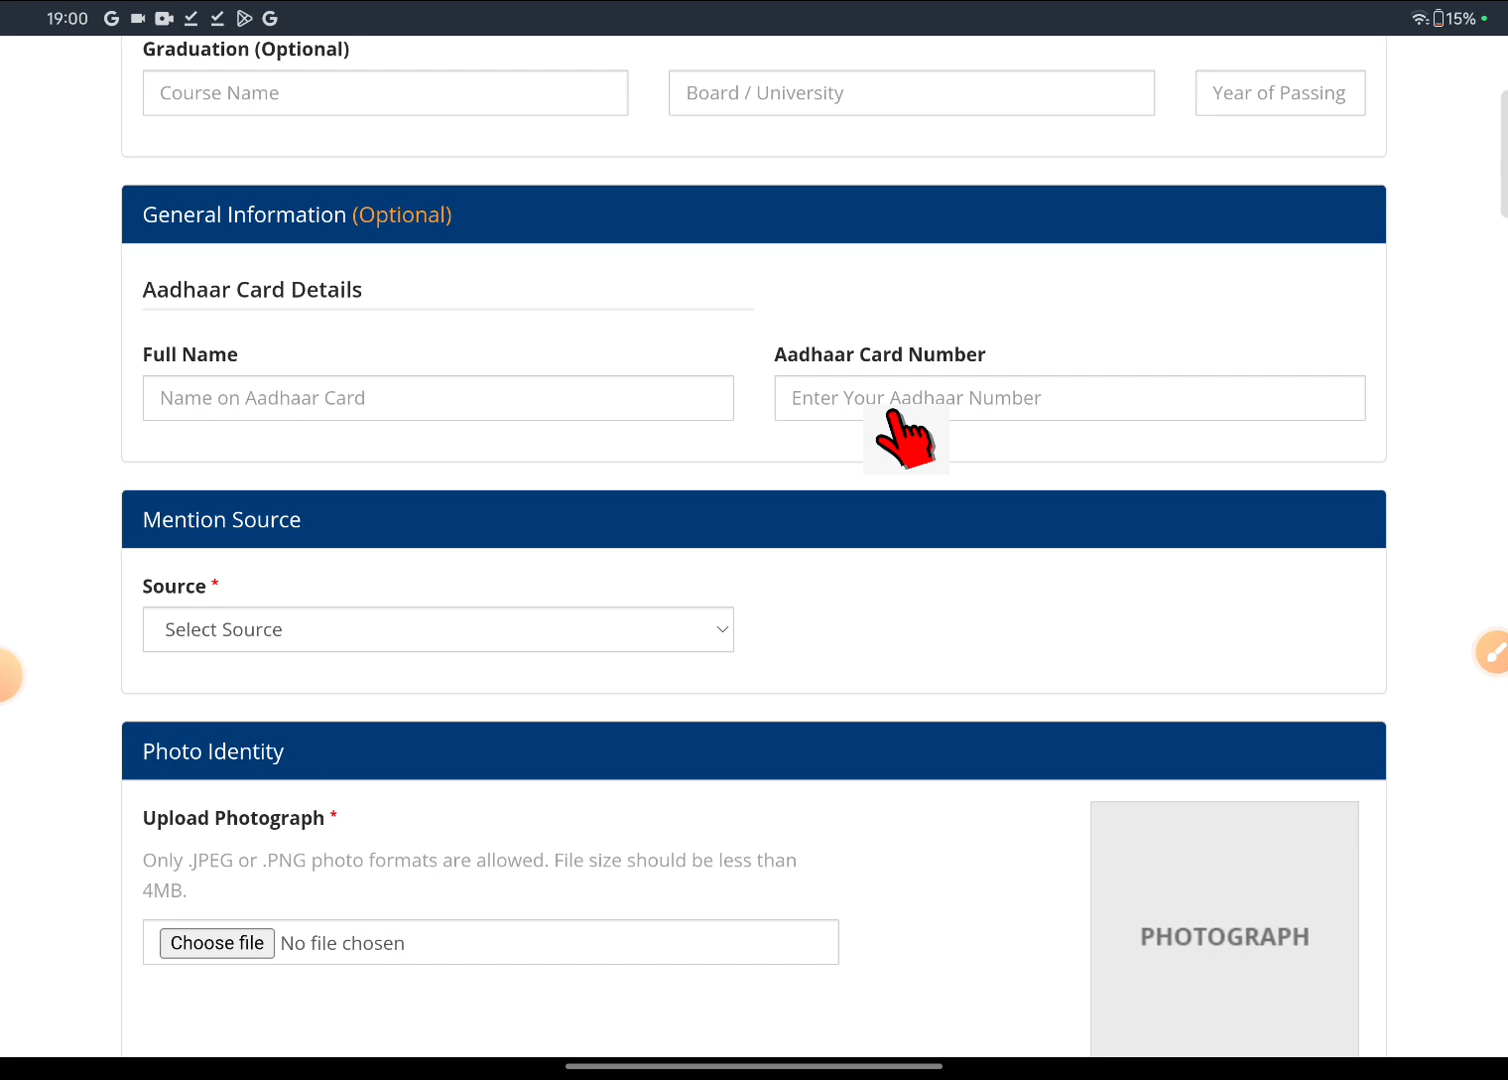 19:00
15%
Graduation (Optional)
Course Name
Board / University
Year of Passing
General Information (Optional)
Aadhaar Card Details
Full Name
Aadhaar Card Number
Name on Aadhaar Card
Enter Your Aadhaar Number
Mention Source
Source *
Select Source
Photo Identity
Upload Photograph *
Only .JPEG or .PNG photo formats are allowed. File size should be less than
4MB.
Choose file No file chosen
PHOTOGRAPH